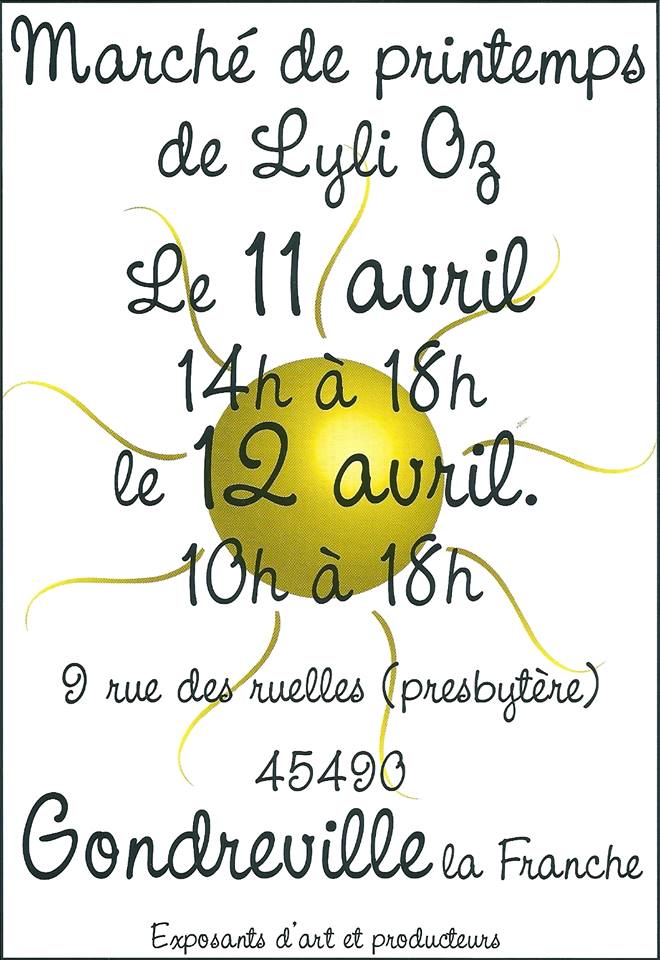 Marché de printemps
de Lyli Oz
Le 11 avril
14h à 18h
le 12 avril.
10h à 18h
9 rue des ruelles (presbytère)
45490
Gondreville la Franche
Exposants d'art et producteurs